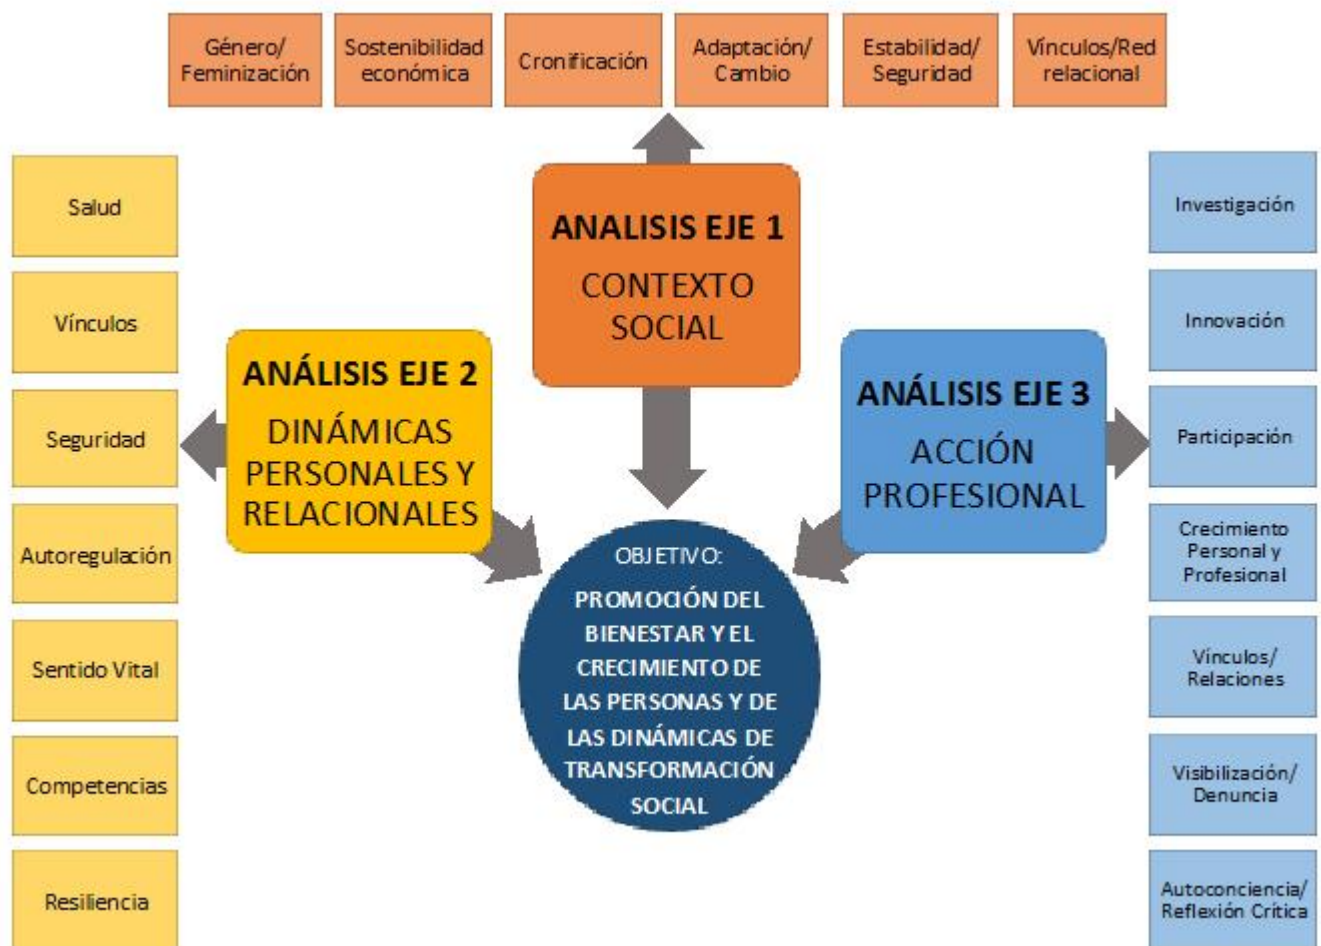 Género/
Feminización
Sostenibilidad
económica
Cronificación
Adaptación/
Cambio
Estabilidad/
Seguridad
Vínculos/Red
relacional
ANALISIS EJE 1
CONTEXTO
SOCIAL
Salud
Vínculos
Seguridad
Autoregulación
Sentido Vital
Competencias
Resiliencia
ANÁLISIS EJE 2
DINÁMICAS
PERSONALES Y
RELACIONALES
ANÁLISIS EJE 3
ACCIÓN
PROFESIONAL
Investigación
Innovación
Participación
Crecimiento
Personal y
Profesional
Vínculos/
Relaciones
Visibilización/
Denuncia
Autoconciencia/
Reflexión Crítica
OBJETIVO:
PROMOCIÓN DEL
BIENESTAR Y EL
CRECIMIENTO DE
LAS PERSONAS Y DE
LAS DINÁMICAS DE
TRANSFORMACIÓN
SOCIAL